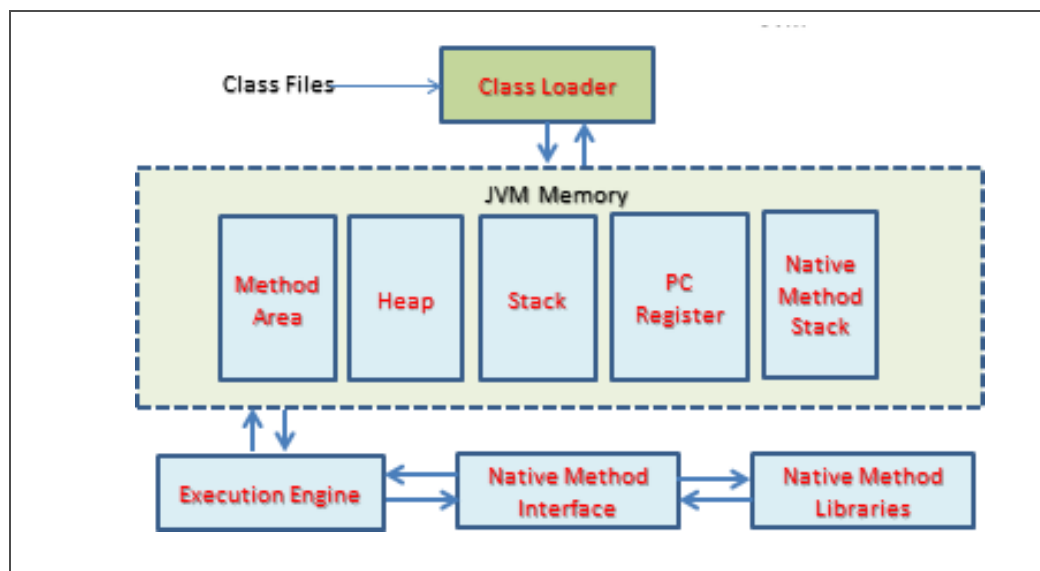 Class Files
Class Loader
JVM Memory
Method
Area
Heap
Stack
PC
Register
Native
Method
Stack
Execution Engine
Native Method
Interface
Native Method
Libraries